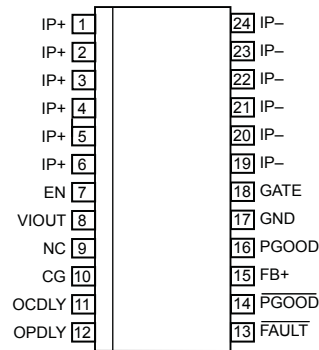 IP+ 1 24 IP–
IP+ 2 23 IP–
IP+ 3 22 IP–
IP+ 4 21 IP–
IP+ 5 20 IP–
IP+ 6 19 IP–
EN 7 18 GATE
VIOUT 8 17 GND
NC 9 16 PGOOD
CG 10 15 FB+
OCDLY 11 14 P̅G̅O̅O̅D̅
OPDLY 12 13 F̅A̅U̅L̅T̅